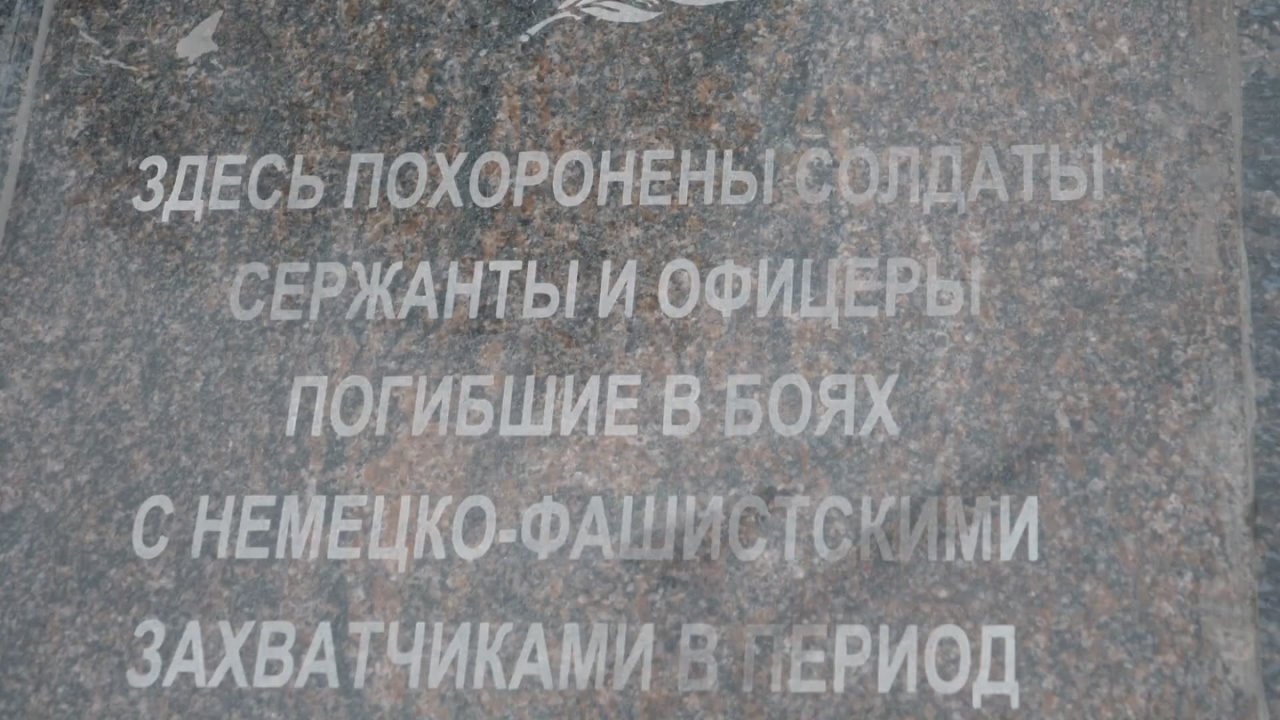 ЗДЕСЬ ПОХОРОНЕНЫ СОЛДАТЫ
СЕРЖАНТЫ И ОФИЦЕРЫ
ПОГИБШИЕ В БОЯХ
С НЕМЕЦКО-ФАШИСТСКИМИ
ЗАХВАТЧИКАМИ В ПЕРИОД